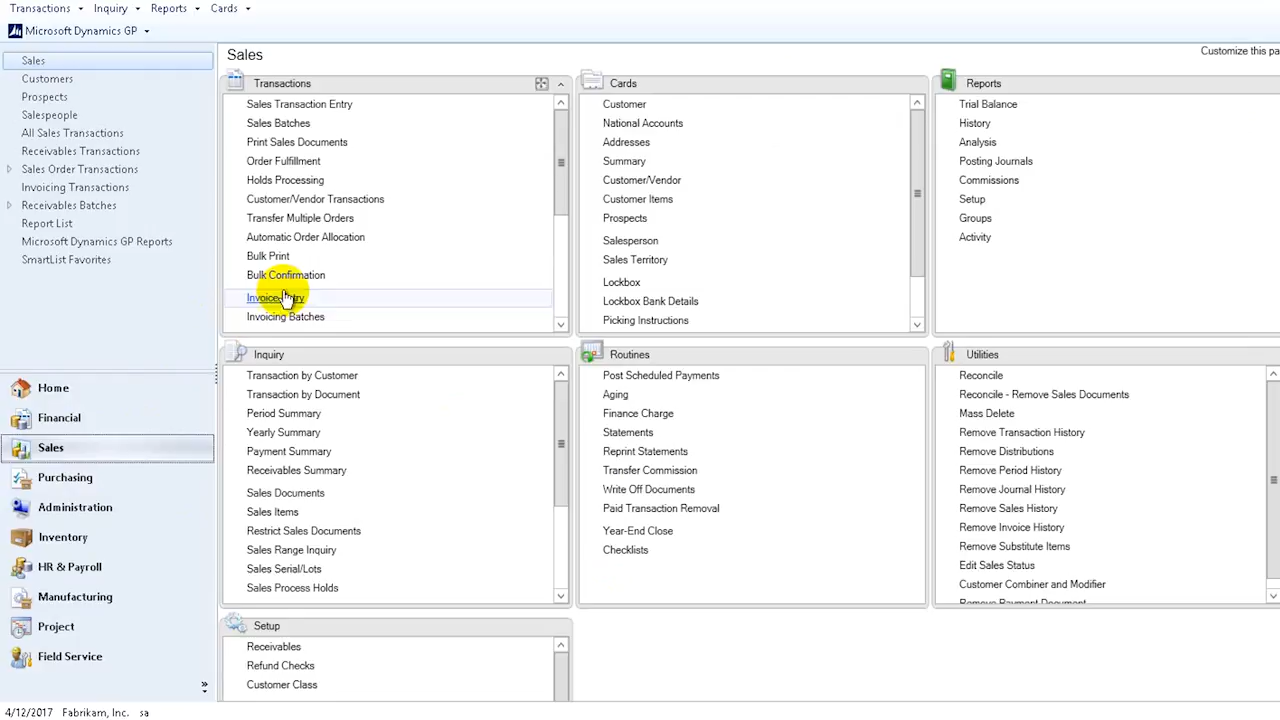 Transactions Inquiry Reports Cards
Microsoft Dynamics GP
Sales
Customers
Prospects
Salespeople
All Sales Transactions
Receivables Transactions
Sales Order Transactions
Invoicing Transactions
Receivables Batches
Report List
Microsoft Dynamics GP Reports
SmartList Favorites
Home
Financial
Sales
Purchasing
Administration
Inventory
HR & Payroll
Manufacturing
Project
Field Service
Sales
Customize this pa
Transactions
Sales Transaction Entry
Sales Batches
Print Sales Documents
Order Fulfillment
Holds Processing
Customer/Vendor Transactions
Transfer Multiple Orders
Automatic Order Allocation
Bulk Print
Bulk Confirmation
Invoice Entry
Invoicing Batches
Cards
Customer
National Accounts
Addresses
Summary
Customer/Vendor
Customer Items
Prospects
Salesperson
Sales Territory
Lockbox
Lockbox Bank Details
Picking Instructions
Reports
Trial Balance
History
Analysis
Posting Journals
Commissions
Setup
Groups
Activity
Inquiry
Transaction by Customer
Transaction by Document
Period Summary
Yearly Summary
Payment Summary
Receivables Summary
Sales Documents
Sales Items
Restrict Sales Documents
Sales Range Inquiry
Sales Serial/Lots
Sales Process Holds
Routines
Post Scheduled Payments
Aging
Finance Charge
Statements
Reprint Statements
Transfer Commission
Write Off Documents
Paid Transaction Removal
Year-End Close
Checklists
Utilities
Reconcile
Reconcile - Remove Sales Documents
Mass Delete
Remove Transaction History
Remove Distributions
Remove Period History
Remove Journal History
Remove Sales History
Remove Invoice History
Remove Substitute Items
Edit Sales Status
Customer Combiner and Modifier
Remove Payment Document
Setup
Receivables
Refund Checks
Customer Class
4/12/2017 Fabrikam, Inc. sa